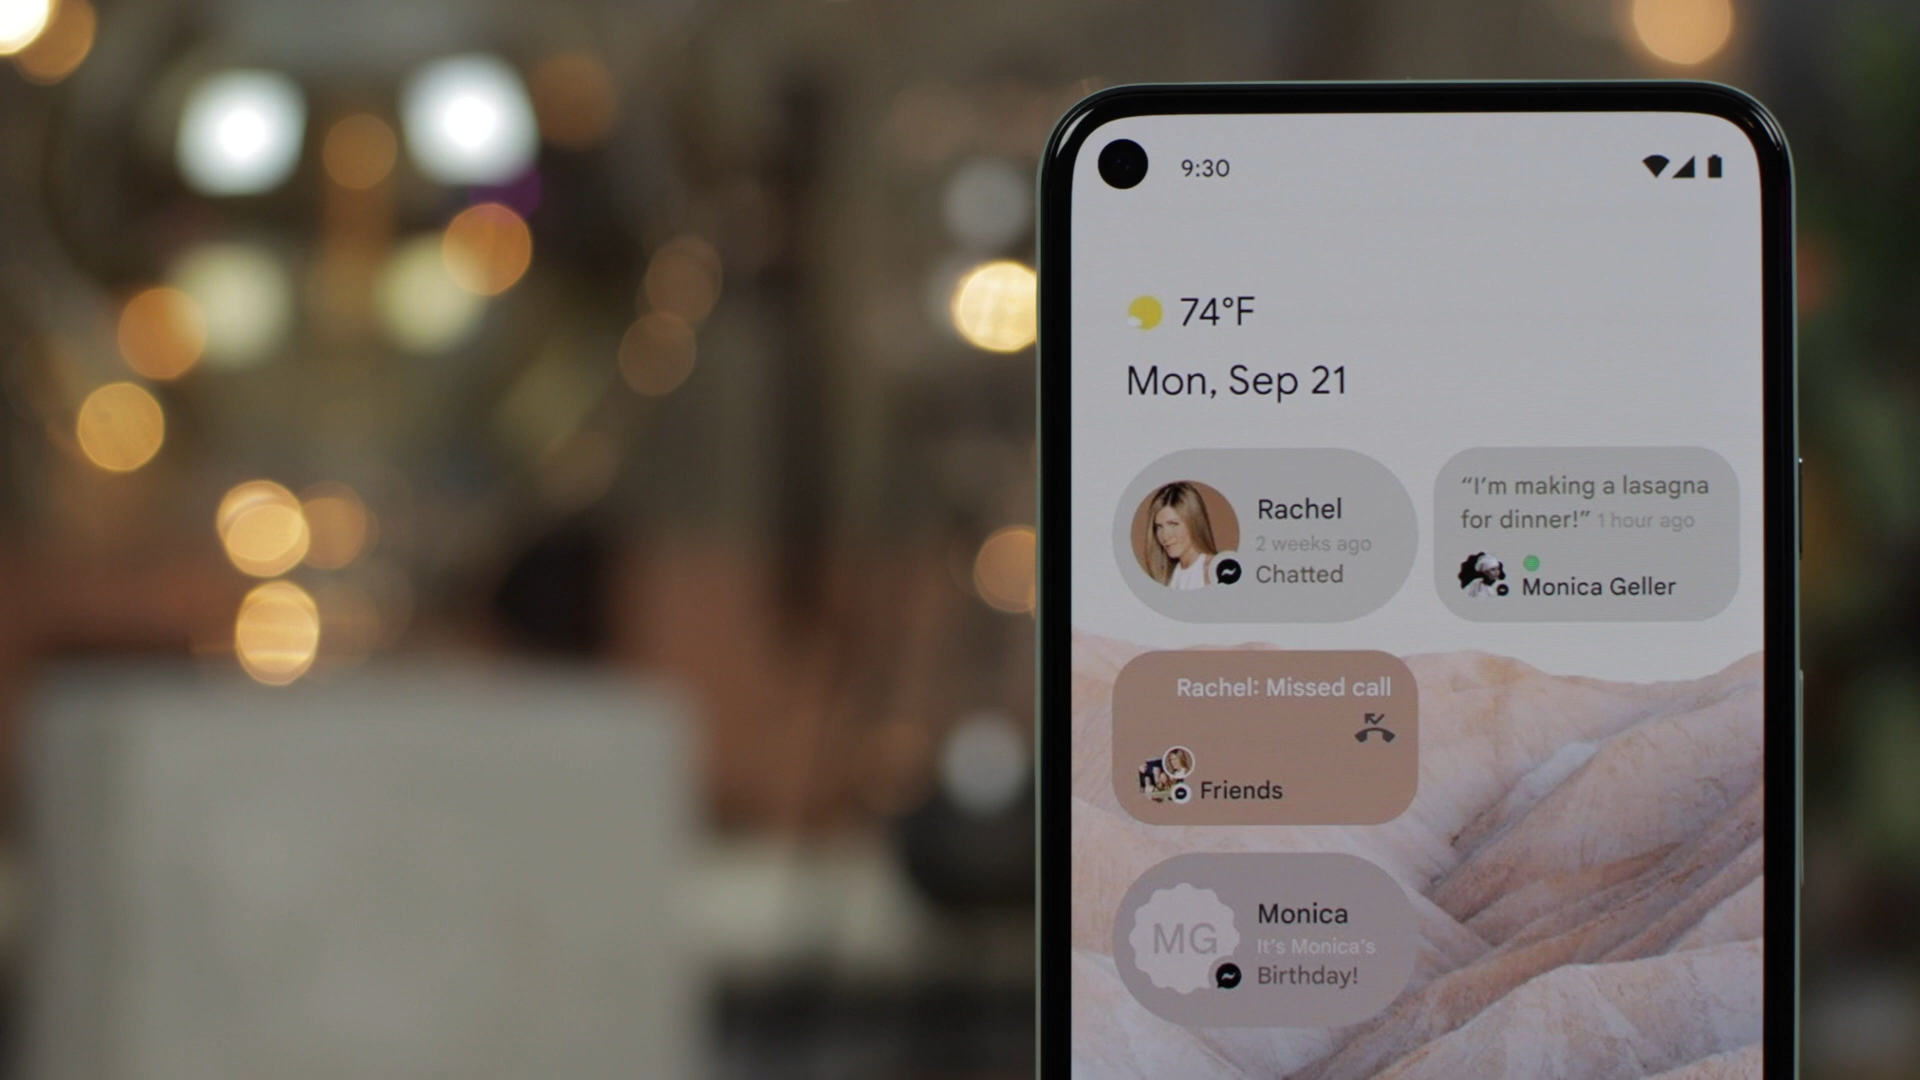 9:30
74°F
Mon, Sep 21
Rachel
2 weeks ago
Chatted
“I’m making a lasagna
for dinner!” 1 hour ago
Monica Geller
Rachel: Missed call
Friends
MG
Monica
It’s Monica’s
Birthday!